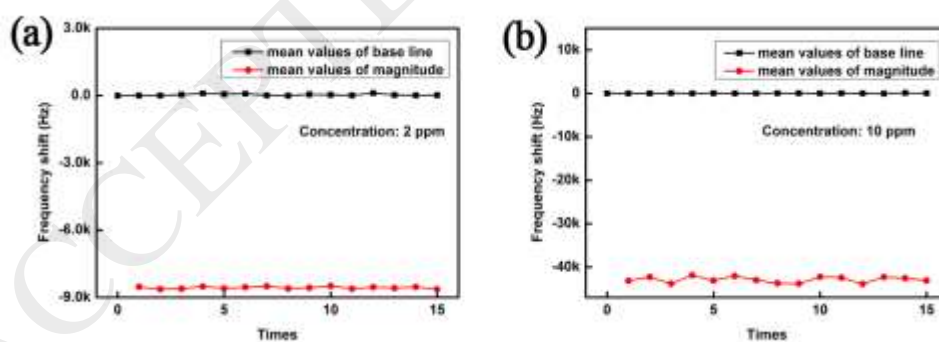 (a)
3.0k
0.0
-3.0k
-6.0k
-9.0k
Frequency shift (Hz)
mean values of base line
mean values of magnitude
Concentration: 2 ppm
0
5
10
15
Times
(b)
10k
0
-10k
-20k
-30k
-40k
Frequency shift (Hz)
mean values of base line
mean values of magnitude
Concentration: 10 ppm
0
5
10
15
Times
CCEPTE